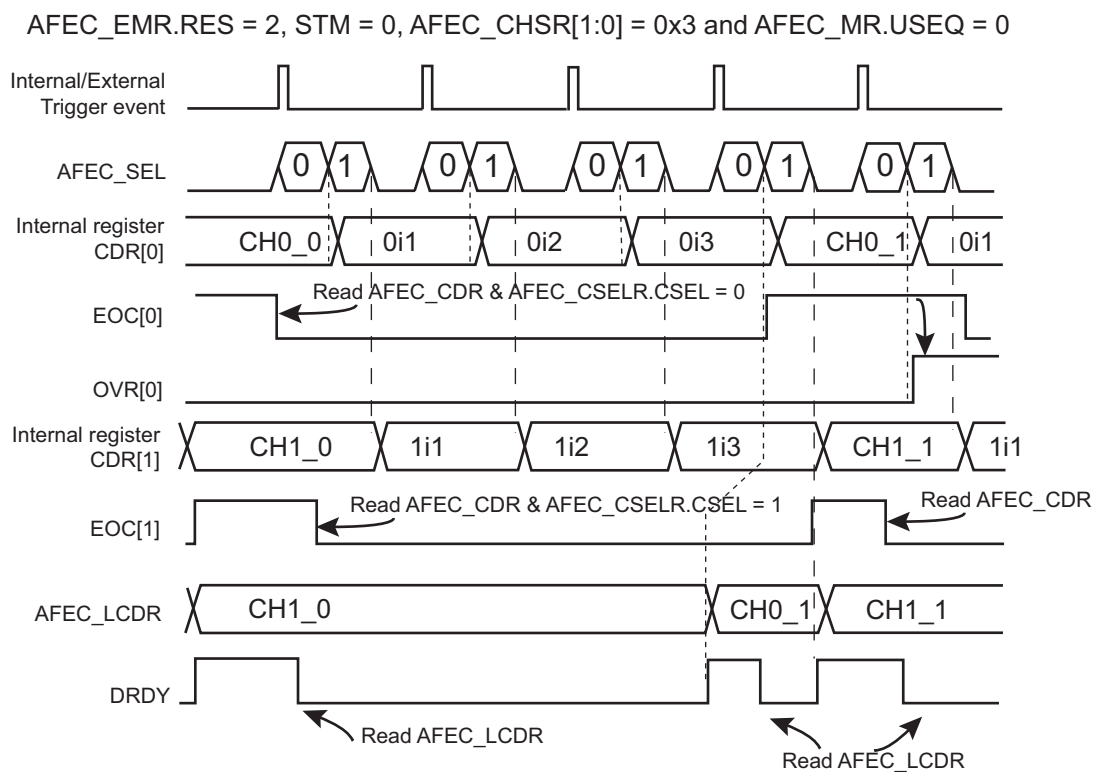 AFEC_EMR.RES = 2, STM = 0, AFEC_CHSR[1:0] = 0x3 and AFEC_MR.USEQ = 0
Internal/External
Trigger event
AFEC_SEL
0 1 0 1 0 1 0 1 0 1
Internal register
CDR[0]
CH0_0 0i1 0i2 0i3 CH0_1 0i1
Read AFEC_CDR & AFEC_CSELR.CSEL = 0
EOC[0]
OVR[0]
Internal register
CDR[1]
CH1_0 1i1 1i2 1i3 CH1_1 1i1
Read AFEC_CDR & AFEC_CSELR.CSEL = 1
Read AFEC_CDR
EOC[1]
AFEC_LCDR
CH1_0 CH0_1 CH1_1
DRDY
Read AFEC_LCDR
Read AFEC_LCDR